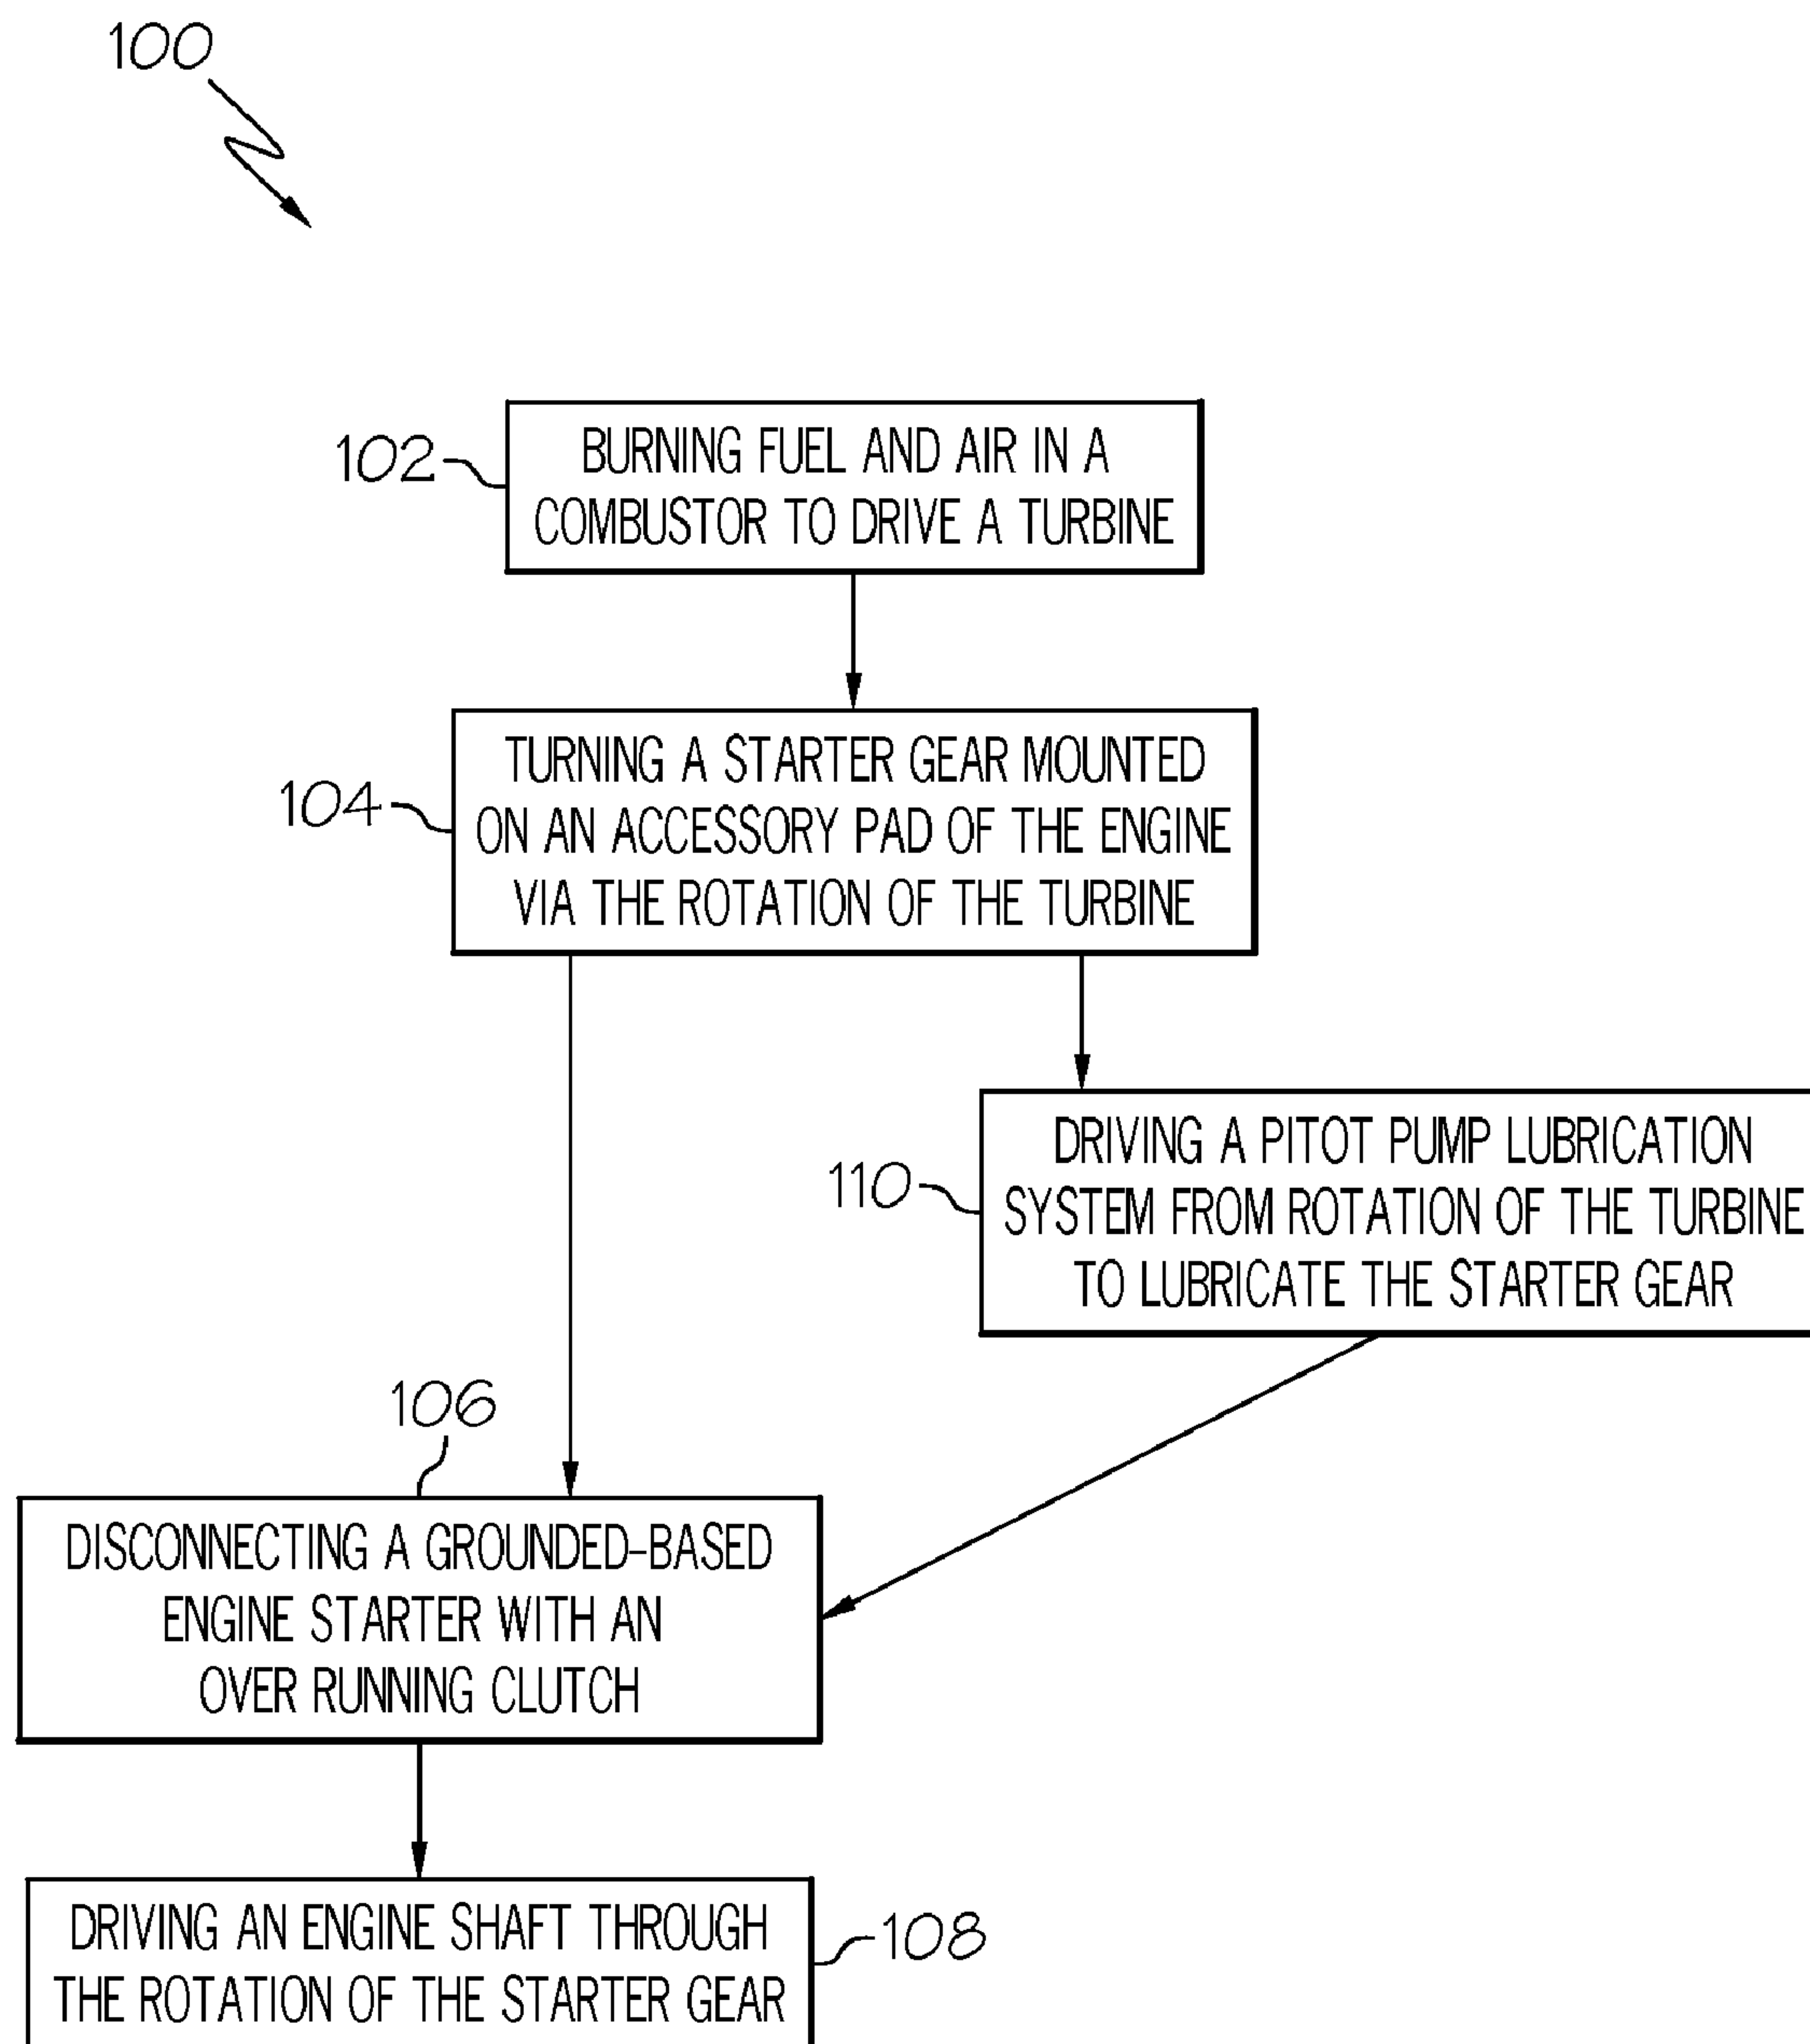 100
102
BURNING FUEL AND AIR IN A
COMBUSTOR TO DRIVE A TURBINE
104
TURNING A STARTER GEAR MOUNTED
ON AN ACCESSORY PAD OF THE ENGINE
VIA THE ROTATION OF THE TURBINE
110
DRIVING A PITOT PUMP LUBRICATION
SYSTEM FROM ROTATION OF THE TURBINE
TO LUBRICATE THE STARTER GEAR
106
DISCONNECTING A GROUNDED-BASED
ENGINE STARTER WITH AN
OVER RUNNING CLUTCH
DRIVING AN ENGINE SHAFT THROUGH
THE ROTATION OF THE STARTER GEAR
108